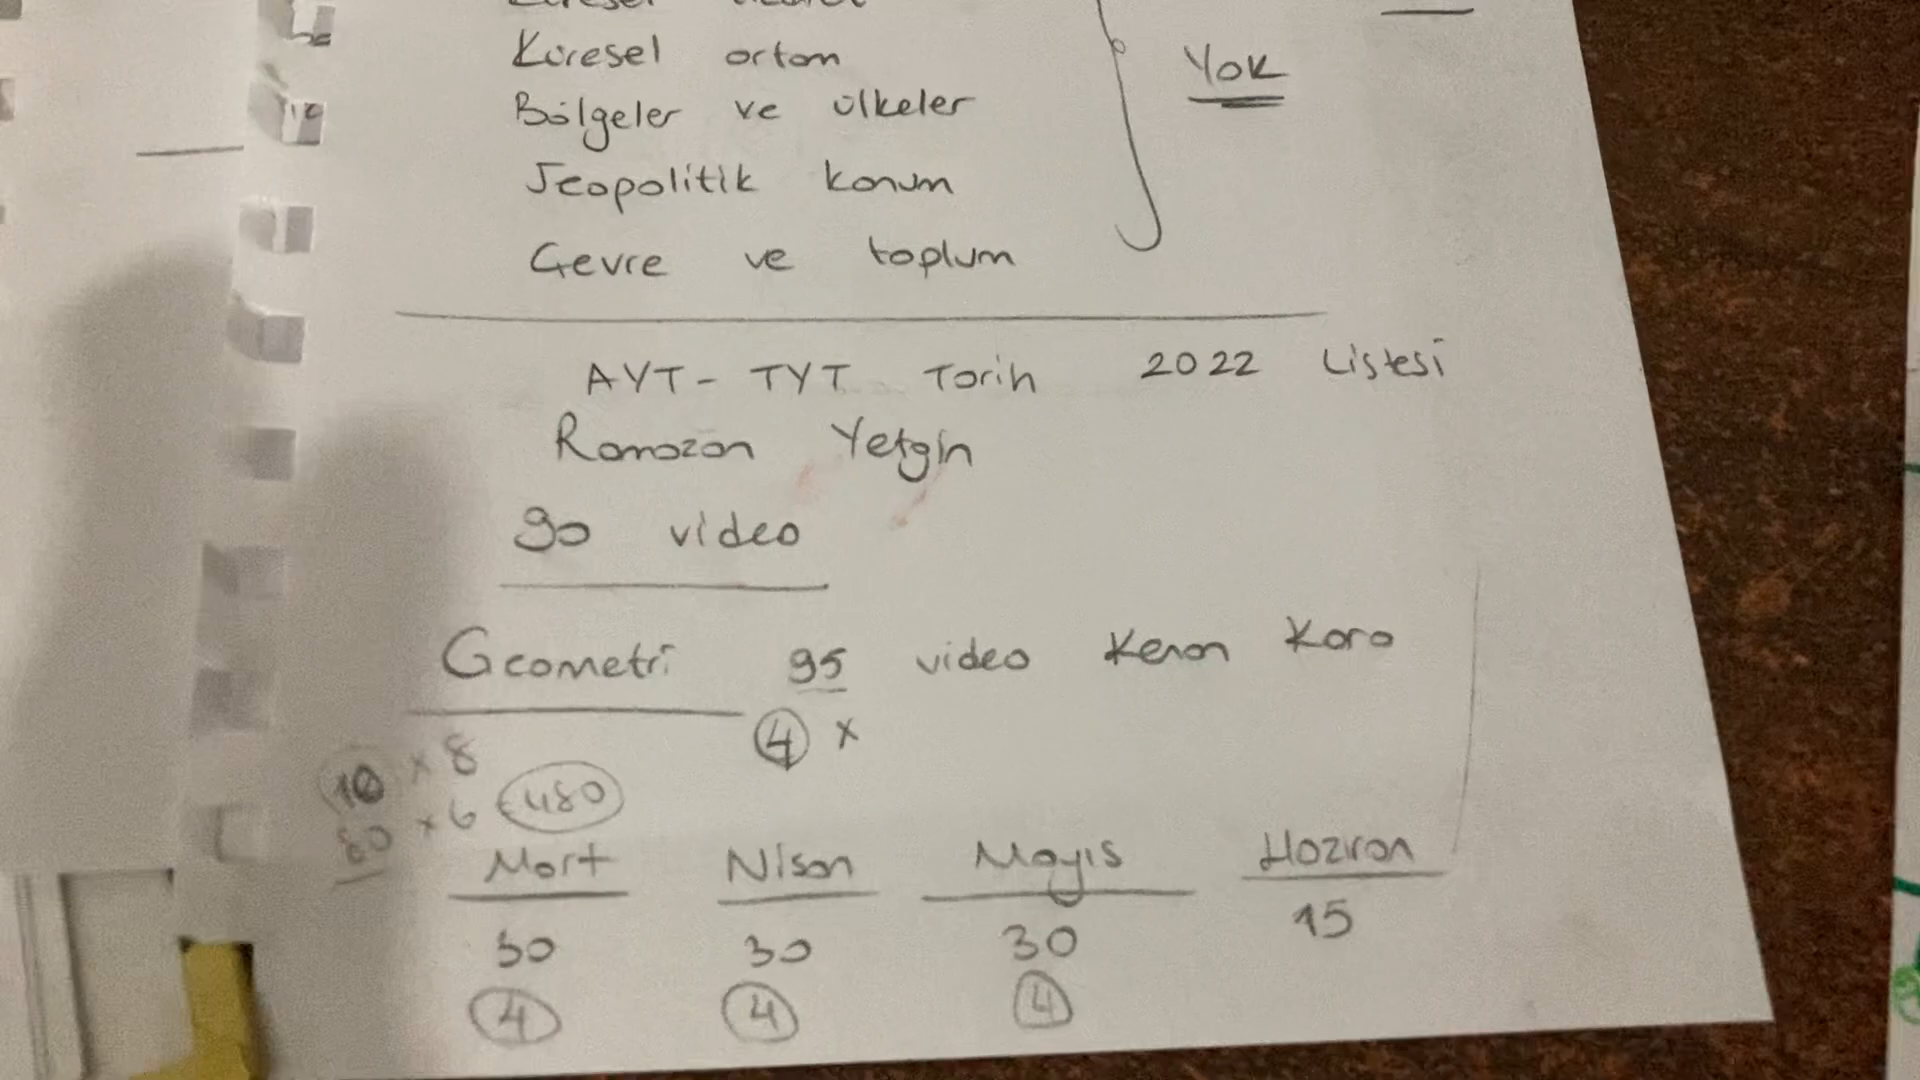 Küresel ortam
Bölgeler ve ülkeler
Jeopolitik konum
Çevre ve toplum
Yok
AYT - TYT Tarih 2022 Listesi
Ramazan Yetgin
90 video
Geometri 95 video Kenan Kara
4 x
10 x 8
80 x 6 480
Mart Nisan Mayıs Haziran
30 30 30 15
4 4 4